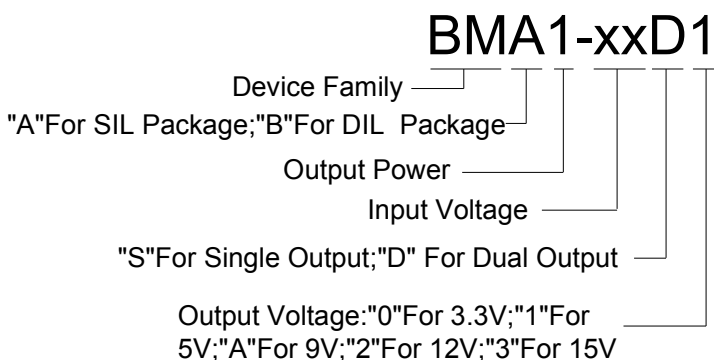 BMA1-xxD1
Device Family
"A"For SIL Package;"B"For DIL Package
Output Power
Input Voltage
"S"For Single Output;"D" For Dual Output
Output Voltage:"0"For 3.3V;"1"For
5V;"A"For 9V;"2"For 12V;"3"For 15V